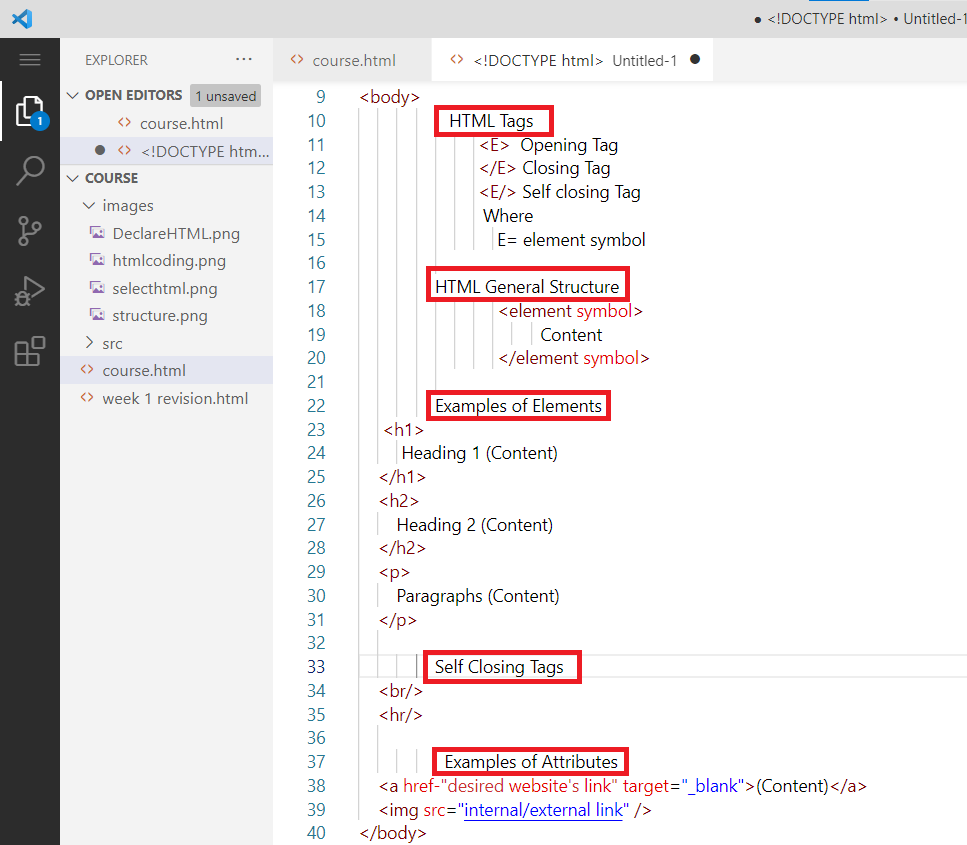 ● <!DOCTYPE html> • Untitled-1
EXPLORER ···
course.html
<!DOCTYPE html> Untitled-1 ●
OPEN EDITORS 1 unsaved
course.html
● <!DOCTYPE htm...
1
COURSE
images
DeclareHTML.png
htmlcoding.png
selecthtml.png
structure.png
src
course.html
week 1 revision.html
9 <body>
10 HTML Tags
11 <E> Opening Tag
12 </E> Closing Tag
13 <E/> Self closing Tag
14 Where
15 E= element symbol
16
17 HTML General Structure
18 <element symbol>
19 Content
20 </element symbol>
21
22 Examples of Elements
23 <h1>
24 Heading 1 (Content)
25 </h1>
26 <h2>
27 Heading 2 (Content)
28 </h2>
29 <p>
30 Paragraphs (Content)
31 </p>
32
33 Self Closing Tags
34 <br/>
35 <hr/>
36
37 Examples of Attributes
38 <a href-"desired website's link" target="_blank">(Content)</a>
39 <img src="internal/external link" />
40 </body>